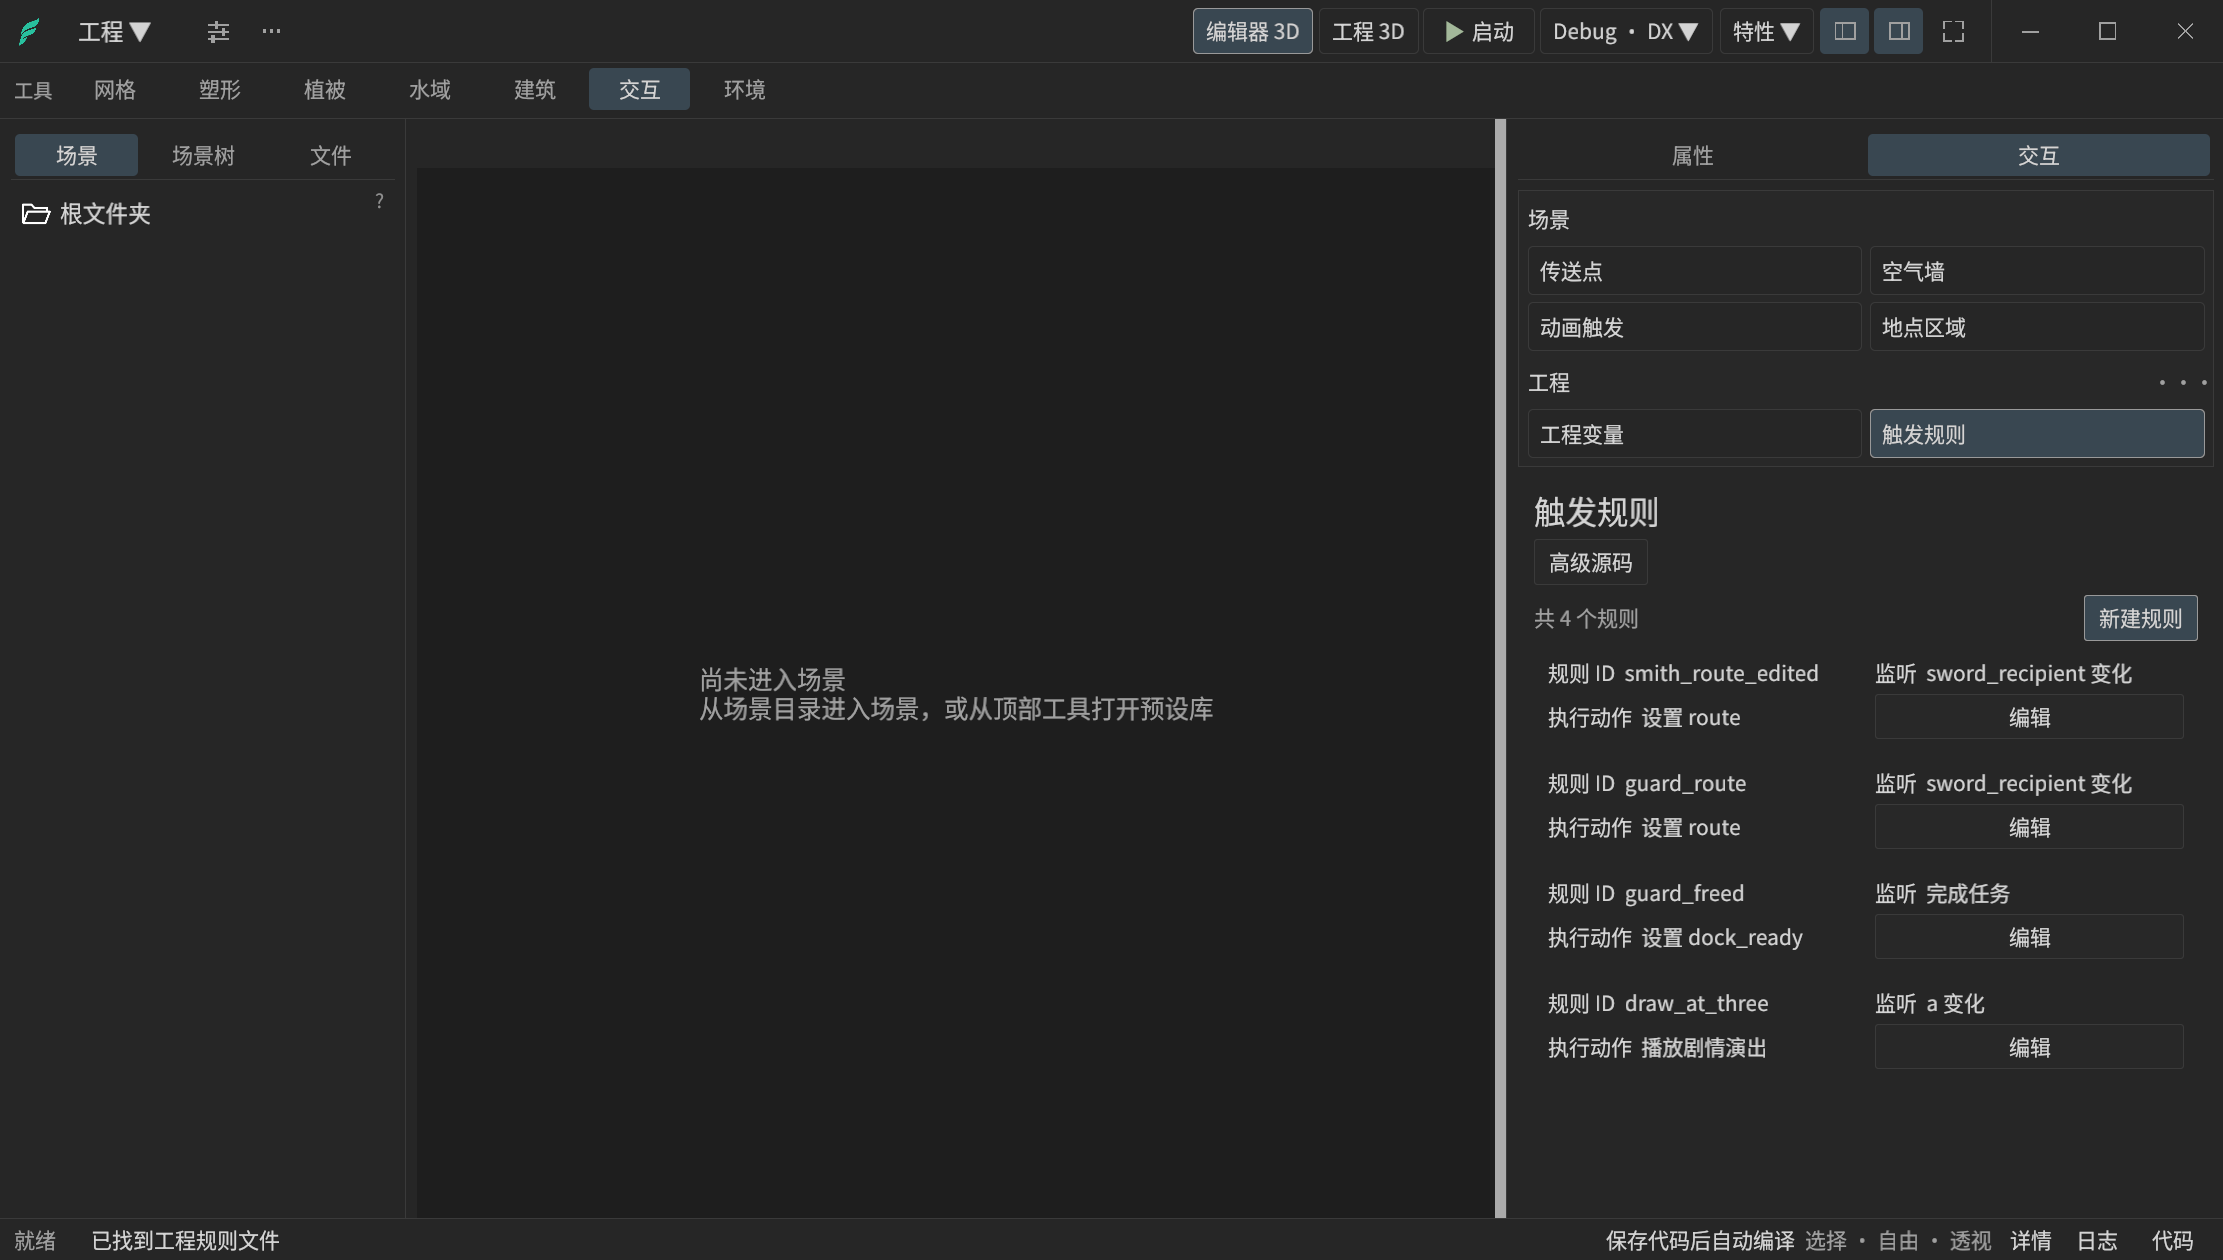 工程 ▼
编辑器 3D
工程 3D
▶ 启动
Debug · DX ▼
特性 ▼
工具
网格
塑形
植被
水域
建筑
交互
环境
场景
场景树
文件
根文件夹
?
尚未进入场景
从场景目录进入场景，或从顶部工具打开预设库
属性
交互
场景
传送点
空气墙
动画触发
地点区域
工程
工程变量
触发规则
触发规则
高级源码
共 4 个规则
新建规则
规则 ID smith_route_edited
监听 sword_recipient 变化
执行动作 设置 route
编辑
规则 ID guard_route
监听 sword_recipient 变化
执行动作 设置 route
编辑
规则 ID guard_freed
监听 完成任务
执行动作 设置 dock_ready
编辑
规则 ID draw_at_three
监听 a 变化
执行动作 播放剧情演出
编辑
就绪
已找到工程规则文件
保存代码后自动编译
选择 · 自由 · 透视
详情
日志
代码